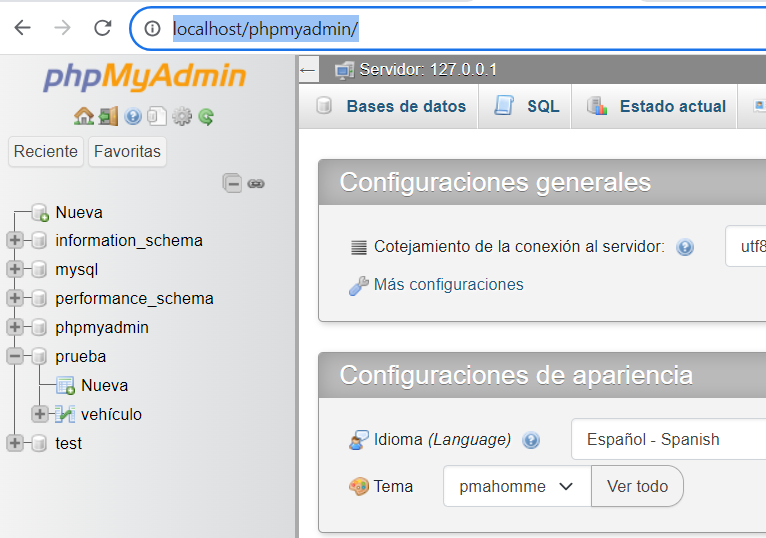 localhost/phpmyadmin/
phpMyAdmin
Reciente Favoritas
Nueva
information_schema
mysql
performance_schema
phpmyadmin
prueba
Nueva
vehículo
test
Servidor: 127.0.0.1
Bases de datos SQL Estado actual
Configuraciones generales
Cotejamiento de la conexión al servidor: utf8
Más configuraciones
Configuraciones de apariencia
Idioma (Language) Español - Spanish
Tema pmahomme Ver todo